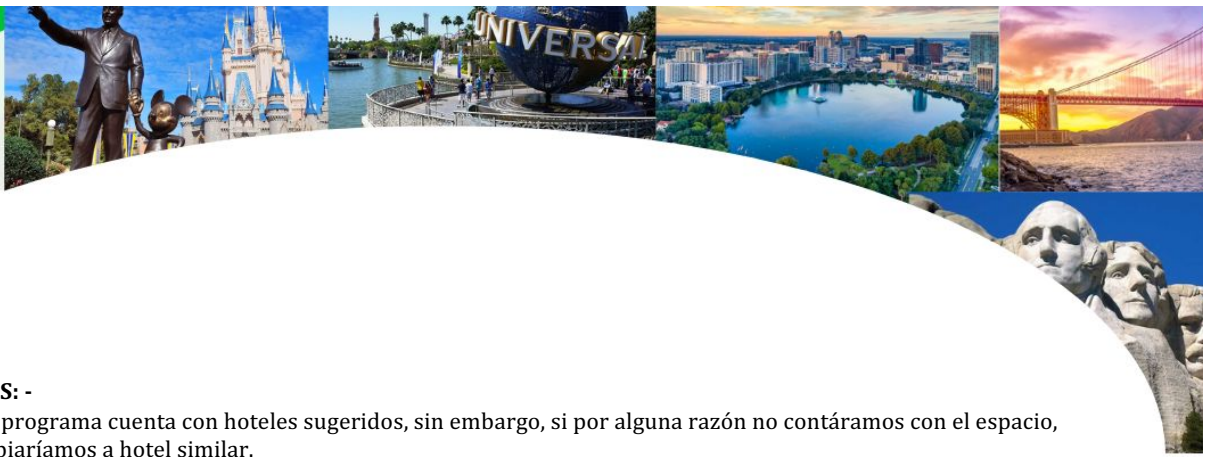 UNIVERSAL
S: -
programa cuenta con hoteles sugeridos, sin embargo, si por alguna razón no contáramos con el espacio,
biaríamos a hotel similar.